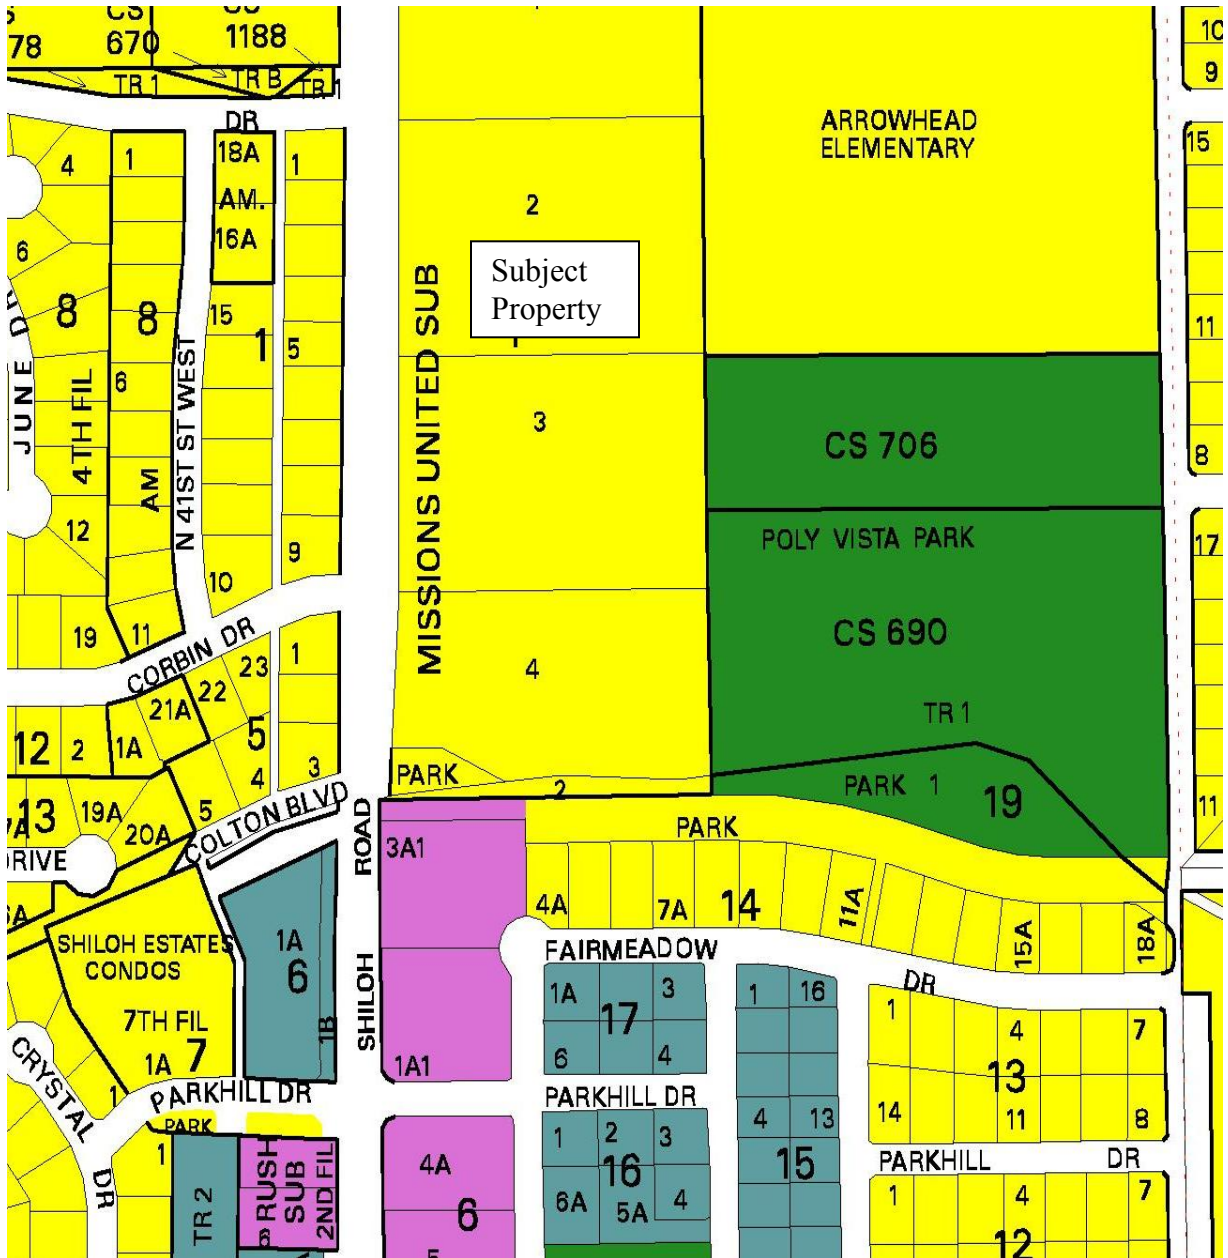 CS
1188
78
670
TR 1
TR B
TR 1
10
9
DR
ARROWHEAD
ELEMENTARY
4
1
18A
1
15
AM.
2
16A
6
Subject
Property
8
8
15
1
5
11
JUNE DR
4TH FIL
6
N 41ST ST WEST
MISSIONS UNITED SUB
3
CS 706
8
AM
12
9
POLY VISTA PARK
17
10
19
11
CORBIN DR
23
1
CS 690
4
22
21A
TR 1
12
2
1A
5
4
3
PARK
2
PARK 1
19
13
7A
19A
20A
5
COLTON BLVD
11
PARK
DRIVE
ROAD
3A1
4A
7A
14
11A
15A
18A
SHILOH ESTATES
CONDOS
1A
6
FAIRMEADOW
DR
1A
3
17
1
16
1
4
7
7TH FIL
1A
7
1B
SHILOH
1A1
6
4
13
CRYSTAL
DR
1
PARKHILL DR
PARKHILL DR
14
11
8
PARK
1
2
3
4
13
16
15
4A
PARKHILL
DR
1
TR 2
RUSH
SUB
2ND FIL
6
6A
5A
4
1
4
7
12